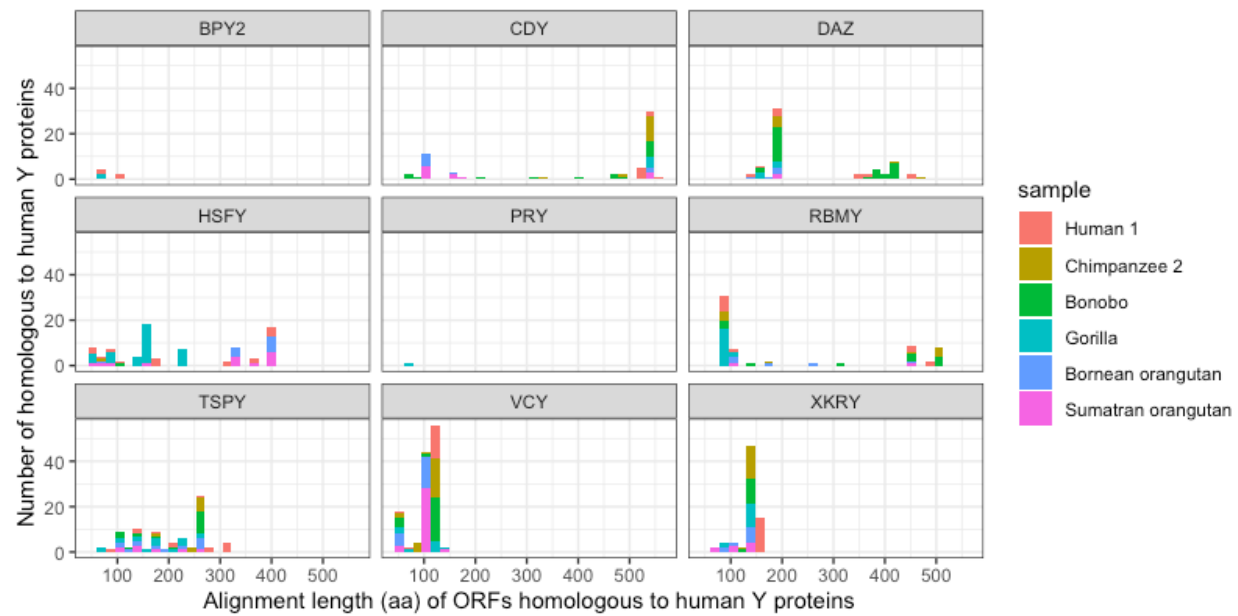 BPY2 CDY DAZ
40
20
0
HSFY PRY RBMY
40
20
0
TSPY VCY XKRY
40
20
0
100 200 300 400 500 100 200 300 400 500 100 200 300 400 500
Alignment length (aa) of ORFs homologous to human Y proteins
Number of homologous to human Y proteins
sample
Human 1
Chimpanzee 2
Bonobo
Gorilla
Bornean orangutan
Sumatran orangutan